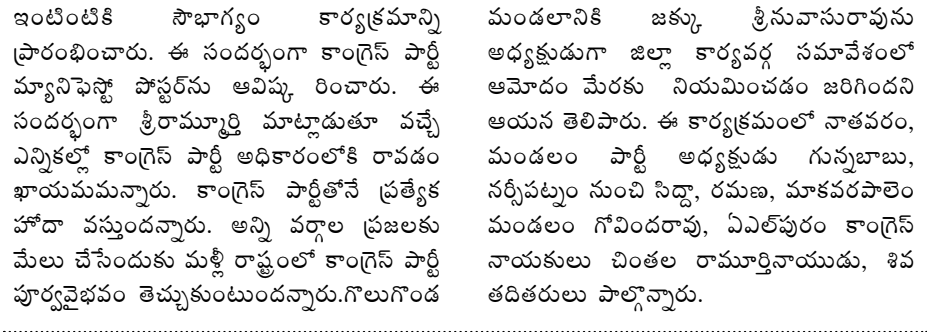 ఇంటింటికి సౌభాగ్యం కార్యక్రమాన్ని
ప్రారంభించారు. ఈ సందర్భంగా కాంగ్రెస్ పార్టీ
మ్యానిఫెస్టో పోస్టర్‌ను ఆవిష్క రించారు. ఈ
సందర్భంగా శ్రీరామ్మూర్తి మాట్లాడుతూ వచ్చే
ఎన్నికల్లో కాంగ్రెస్ పార్టీ అధికారంలోకి రావడం
ఖాయమమన్నారు. కాంగ్రెస్ పార్టీతోనే ప్రత్యేక
హోదా వస్తుందన్నారు. అన్ని వర్గాల ప్రజలకు
మేలు చేసేందుకు మళ్లీ రాష్ట్రంలో కాంగ్రెస్ పార్టీ
పూర్వవైభవం తెచ్చుకుంటుందన్నారు.గొలుగొండ
మండలానికి జక్కు శ్రీనువాసురావును
అధ్యక్షుడుగా జిల్లా కార్యవర్గ సమావేశంలో
ఆమోదం మేరకు నియమించడం జరిగిందని
ఆయన తెలిపారు. ఈ కార్యక్రమంలో నాతవరం,
మండలం పార్టీ అధ్యక్షుడు గున్నబాబు,
నర్సీపట్నం నుంచి సిద్దా, రమణ, మాకవరపాలెం
మండలం గోవిందరావు, ఏఎల్‌పురం కాంగ్రెస్
నాయకులు చింతల రామూర్తినాయుడు, శివ
తదితరులు పాల్గొన్నారు.